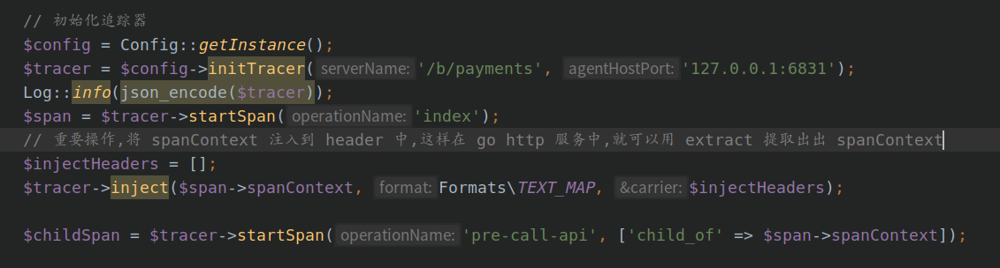 // 初始化追踪器
$config = Config::getInstance();
$tracer = $config->initTracer( serverName: '/b/payments', agentHostPort: '127.0.0.1:6831');
Log::info(json_encode($tracer));
$span = $tracer->startSpan( operationName: 'index');
// 重要操作,将 spanContext 注入到 header 中,这样在 go http 服务中,就可以用 extract 提取出出 spanContext
$injectHeaders = [];
$tracer->inject($span->spanContext, format: Formats\TEXT_MAP, &carrier: $injectHeaders);
$childSpan = $tracer->startSpan( operationName: 'pre-call-api', ['child_of' => $span->spanContext]);